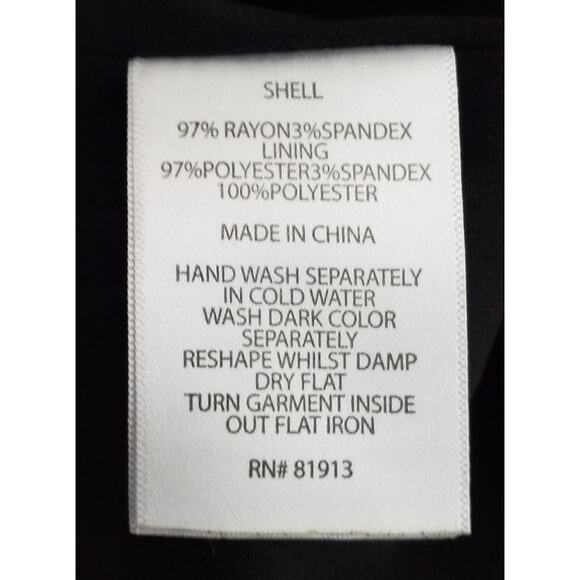 SHELL
97% RAYON3%SPANDEX
LINING
97%POLYESTER3%SPANDEX
100%POLYESTER
MADE IN CHINA
HAND WASH SEPARATELY
IN COLD WATER
WASH DARK COLOR
SEPARATELY
RESHAPE WHILST DAMP
DRY FLAT
TURN GARMENT INSIDE
OUT FLAT IRON
RN# 81913